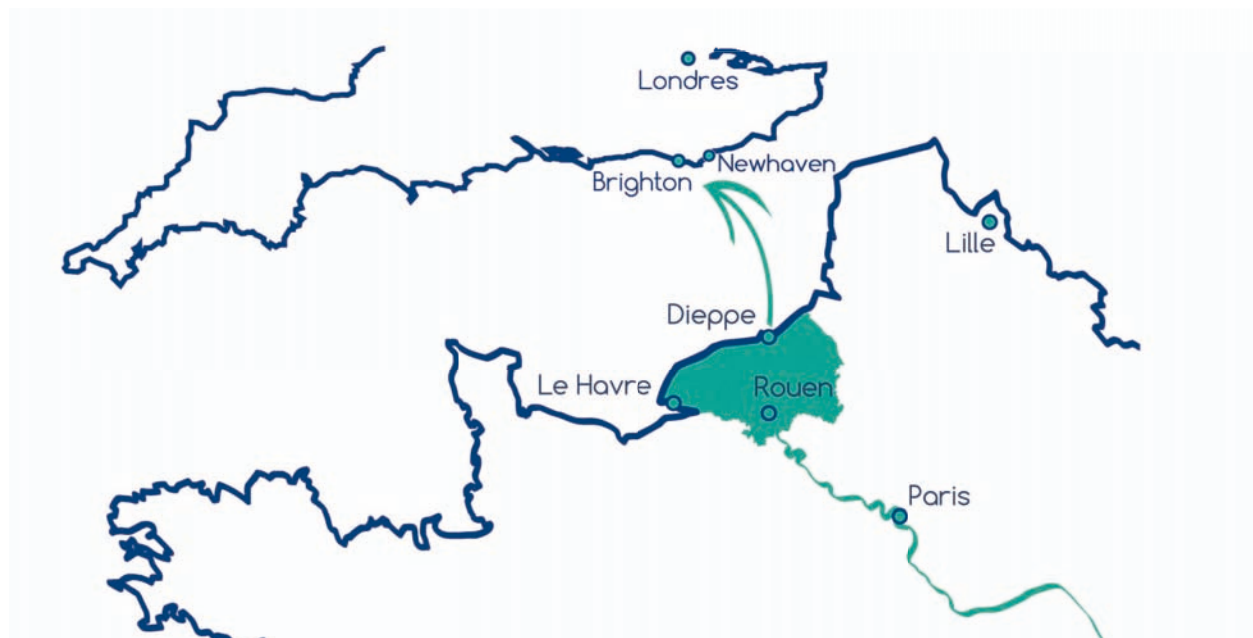 Londres
Newhaven
Brighton
Lille
Dieppe
Le Havre
Rouen
Paris